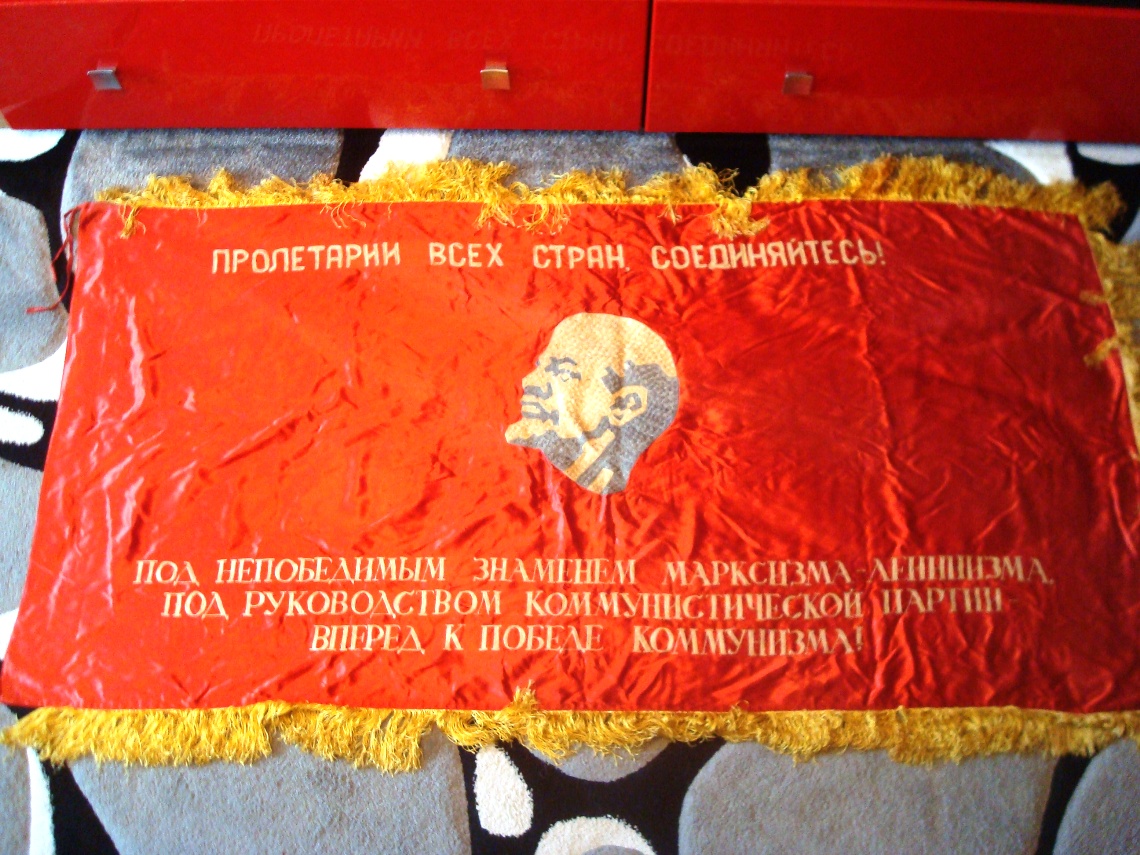 ПРОЛЕТАРИИ ВСЕХ СТРАН, СОЕДИНЯЙТЕСЬ!
ПОД НЕПОБЕДИМЫМ ЗНАМЕНЕМ МАРКСИЗМА-ЛЕНИНИЗМА,
ПОД РУКОВОДСТВОМ КОММУНИСТИЧЕСКОЙ ПАРТИИ-
ВПЕРЕД К ПОБЕДЕ КОММУНИЗМА!